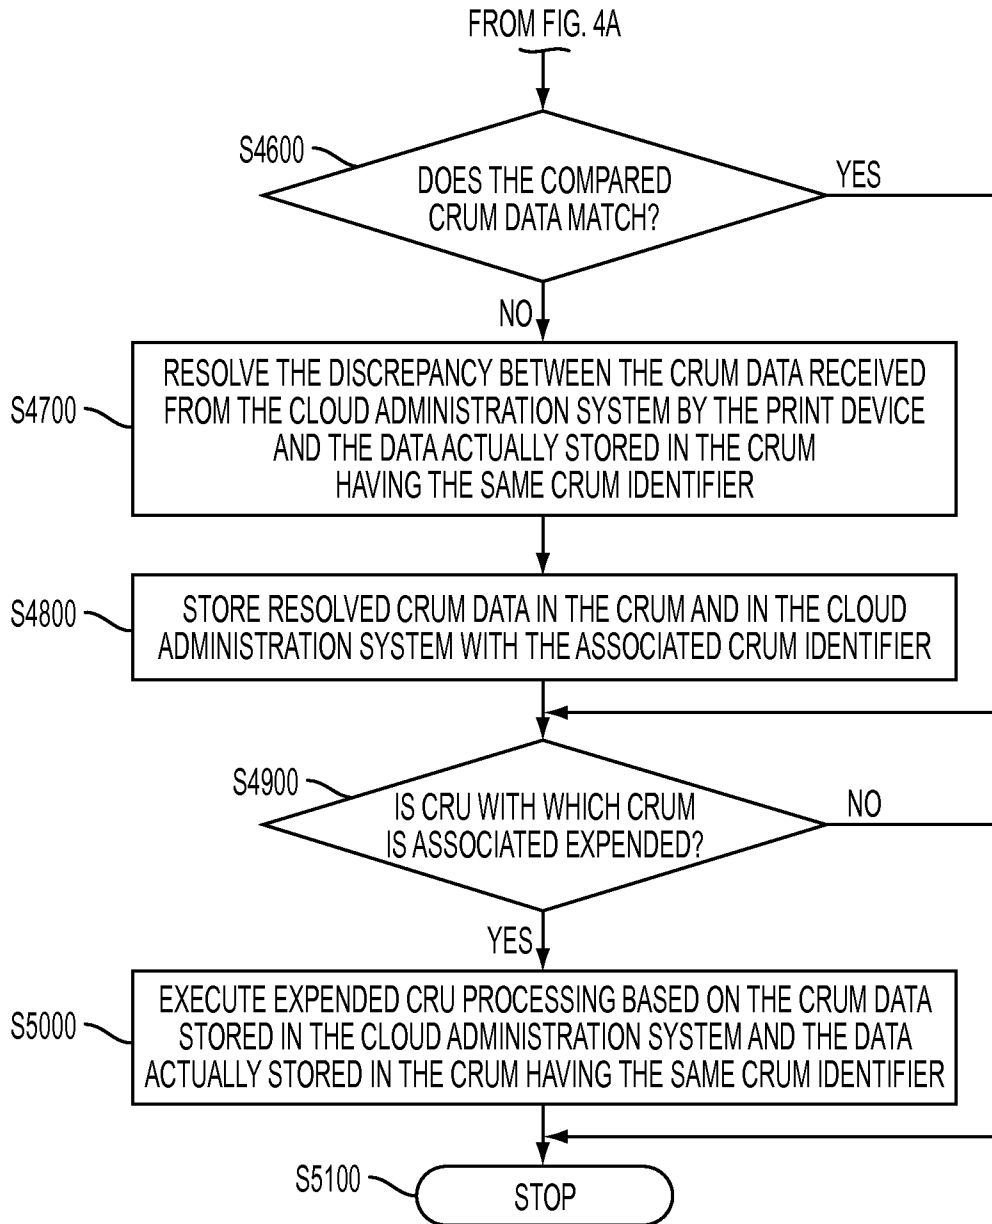 FROM FIG. 4A
S4600
DOES THE COMPARED
CRUM DATA MATCH?
YES
NO
S4700
RESOLVE THE DISCREPANCY BETWEEN THE CRUM DATA RECEIVED
FROM THE CLOUD ADMINISTRATION SYSTEM BY THE PRINT DEVICE
AND THE DATA ACTUALLY STORED IN THE CRUM
HAVING THE SAME CRUM IDENTIFIER
S4800
STORE RESOLVED CRUM DATA IN THE CRUM AND IN THE CLOUD
ADMINISTRATION SYSTEM WITH THE ASSOCIATED CRUM IDENTIFIER
S4900
IS CRU WITH WHICH CRUM
IS ASSOCIATED EXPENDED?
NO
YES
S5000
EXECUTE EXPENDED CRU PROCESSING BASED ON THE CRUM DATA
STORED IN THE CLOUD ADMINISTRATION SYSTEM AND THE DATA
ACTUALLY STORED IN THE CRUM HAVING THE SAME CRUM IDENTIFIER
S5100
STOP